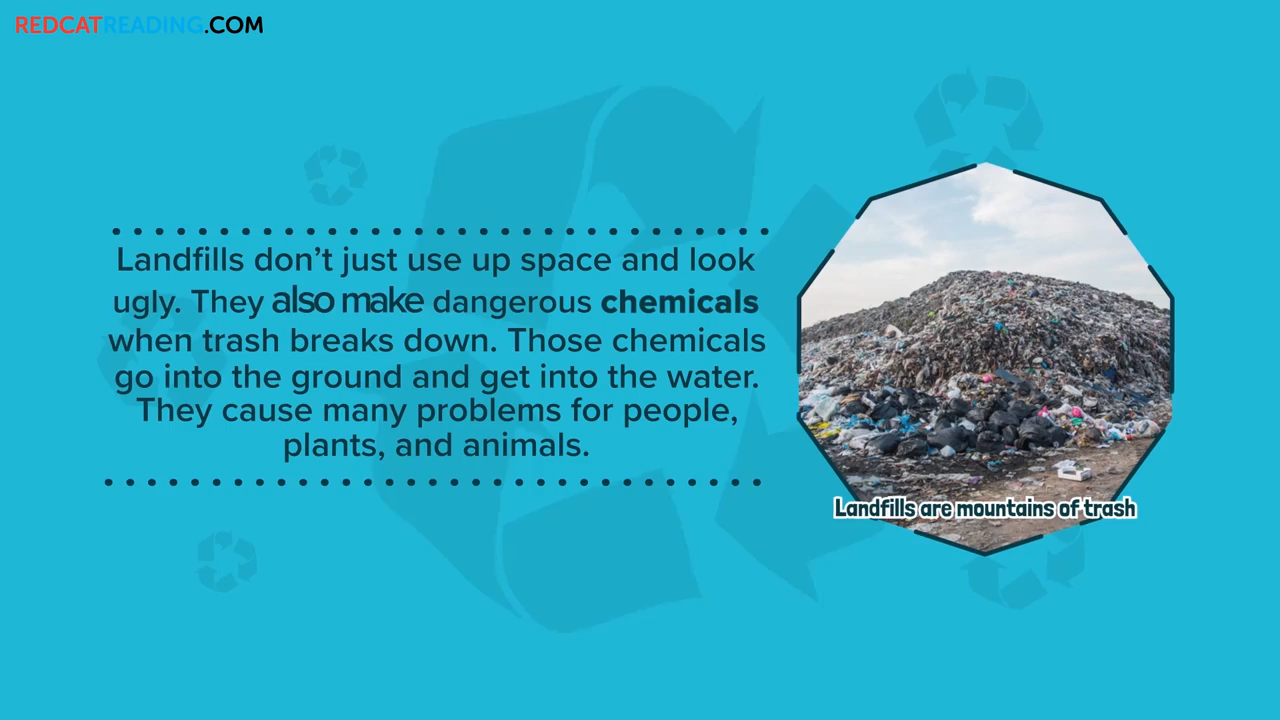 REDCATREADING.COM
Landfills don’t just use up space and look
ugly. They also make dangerous chemicals
when trash breaks down. Those chemicals
go into the ground and get into the water.
They cause many problems for people,
plants, and animals.
Landfills are mountains of trash